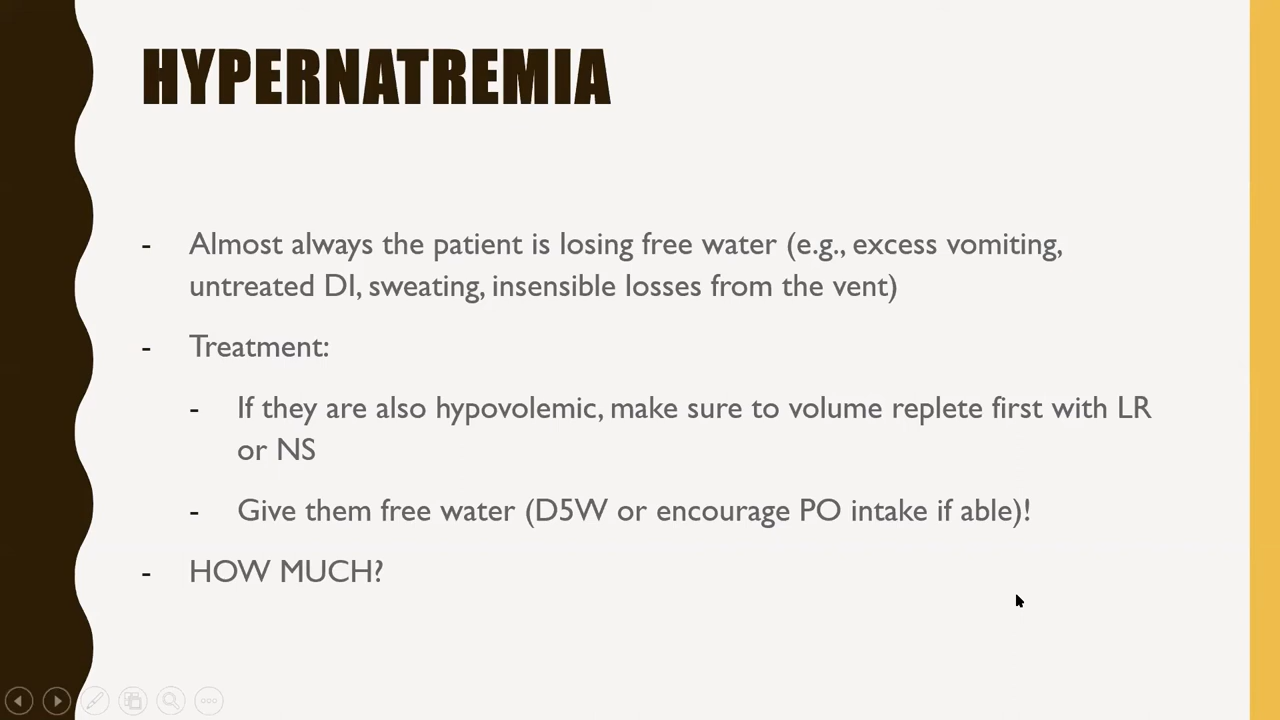 HYPERNATREMIA
- Almost always the patient is losing free water (e.g., excess vomiting,
untreated DI, sweating, insensible losses from the vent)
- Treatment:
- If they are also hypovolemic, make sure to volume replete first with LR
or NS
- Give them free water (D5W or encourage PO intake if able)!
- HOW MUCH?